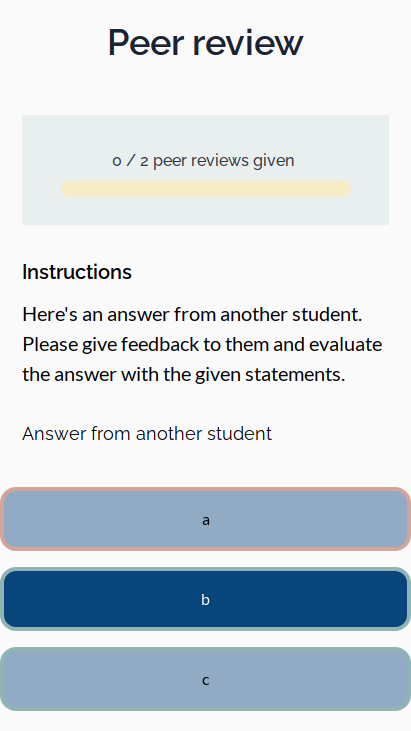 Peer review
0 / 2 peer reviews given
Instructions
Here's an answer from another student.
Please give feedback to them and evaluate
the answer with the given statements.
Answer from another student
a
b
c